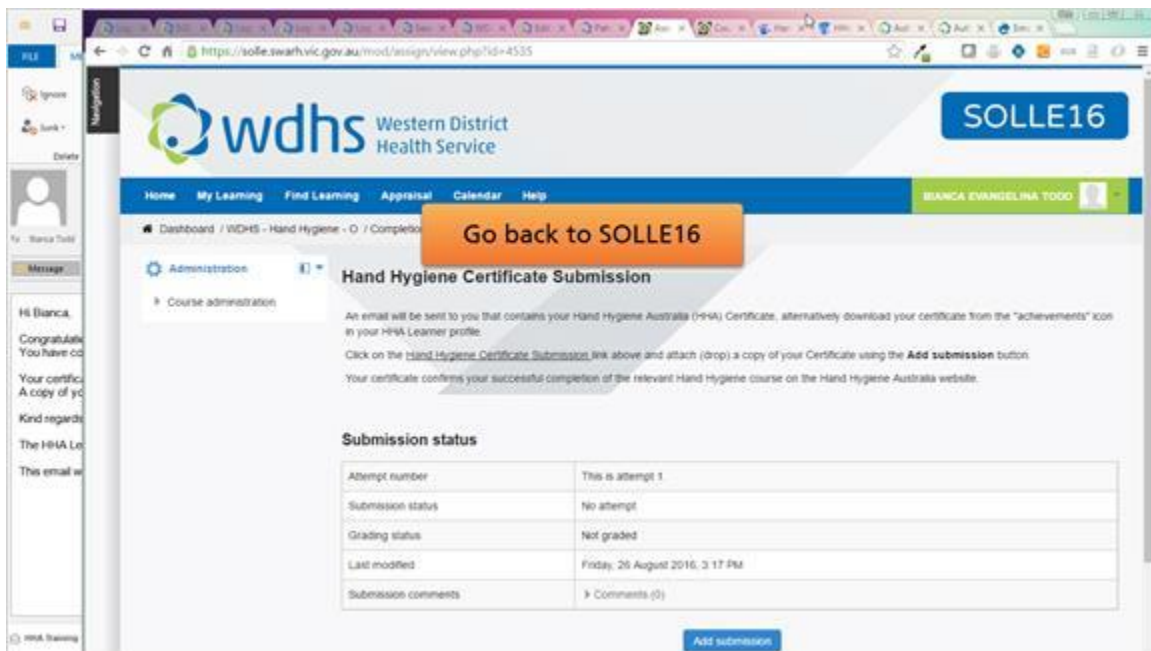 FILE
https://solle.swarh.vic.gov.au/mod/assign/view.php?id=4535
Ignore
Junk
Delete
Navigation
wdhs Western District
Health Service
SOLLE16
Home My Learning Find Learning Appraisal Calendar Help
BIANCA EVANGELINA TODD
Dashboard / WDHS - Hand Hygiene - O / Completio
Go back to SOLLE16
Administration
Course administration
Message
Hi Bianca,
Congratulati
You have co
Your certific
A copy of yo
Kind regards
The HHA Le
This email w
HHA Training
Hand Hygiene Certificate Submission
An email will be sent to you that contains your Hand Hygiene Australia (HHA) Certificate, alternatively download your certificate from the "achievements" icon
in your HHA Learner profile.
Click on the Hand Hygiene Certificate Submission link above and attach (drop) a copy of your Certificate using the Add submission button.
Your certificate confirms your successful completion of the relevant Hand Hygiene course on the Hand Hygiene Australia website.
Submission status
Attempt number This is attempt 1.
Submission status No attempt
Grading status Not graded
Last modified Friday, 26 August 2016, 3:17 PM
Submission comments Comments (0)
Add submission